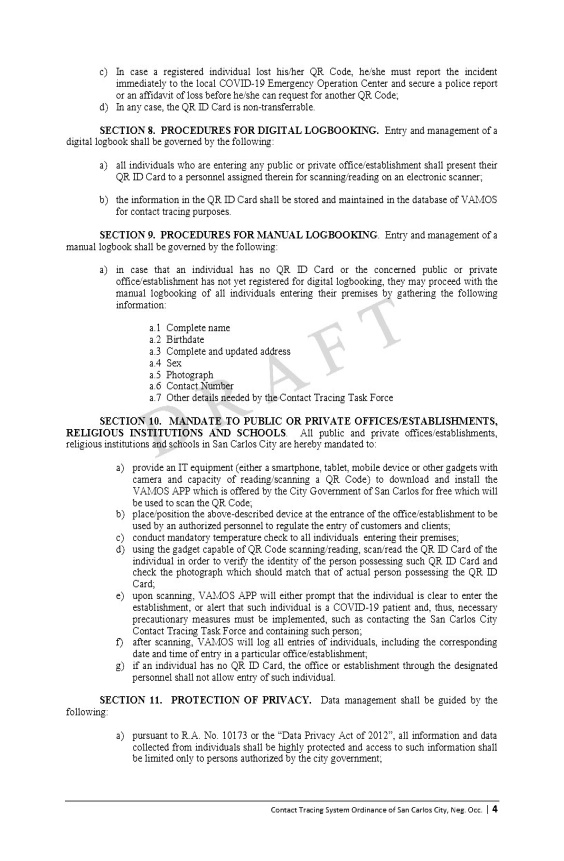 c) In case a registered individual lost his/her QR Code, he/she must report the incident
immediately to the local COVID-19 Emergency Operation Center and secure a police report
or an affidavit of loss before he/she can request for another QR Code;
d) In any case, the QR ID Card is non-transferrable.
SECTION 8. PROCEDURES FOR DIGITAL LOGBOOKING. Entry and management of a
digital logbook shall be governed by the following:
a) all individuals who are entering any public or private office/establishment shall present their
QR ID Card to a personnel assigned therein for scanning/reading on an electronic scanner;
b) the information in the QR ID Card shall be stored and maintained in the database of VAMOS
for contact tracing purposes.
SECTION 9. PROCEDURES FOR MANUAL LOGBOOKING. Entry and management of a
manual logbook shall be governed by the following:
a) in case that an individual has no QR ID Card or the concerned public or private
office/establishment has not yet registered for digital logbooking, they may proceed with the
manual logbooking of all individuals entering their premises by gathering the following
information:
a.1 Complete name
a.2 Birthdate
a.3 Complete and updated address
a.4 Sex
a.5 Photograph
a.6 Contact Number
a.7 Other details needed by the Contact Tracing Task Force
DRAFT
SECTION 10. MANDATE TO PUBLIC OR PRIVATE OFFICES/ESTABLISHMENTS,
RELIGIOUS INSTITUTIONS AND SCHOOLS. All public and private offices/establishments,
religious institutions and schools in San Carlos City are hereby mandated to:
a) provide an IT equipment (either a smartphone, tablet, mobile device or other gadgets with
camera and capacity of reading/scanning a QR Code) to download and install the
VAMOS APP which is offered by the City Government of San Carlos for free which will
be used to scan the QR Code;
b) place/position the above-described device at the entrance of the office/establishment to be
used by an authorized personnel to regulate the entry of customers and clients;
c) conduct mandatory temperature check to all individuals entering their premises;
d) using the gadget capable of QR Code scanning/reading, scan/read the QR ID Card of the
individual in order to verify the identity of the person possessing such QR ID Card and
check the photograph which should match that of actual person possessing the QR ID
Card;
e) upon scanning, VAMOS APP will either prompt that the individual is clear to enter the
establishment, or alert that such individual is a COVID-19 patient and, thus, necessary
precautionary measures must be implemented, such as contacting the San Carlos City
Contact Tracing Task Force and containing such person;
f) after scanning, VAMOS will log all entries of individuals, including the corresponding
date and time of entry in a particular office/establishment;
g) if an individual has no QR ID Card, the office or establishment through the designated
personnel shall not allow entry of such individual.
SECTION 11. PROTECTION OF PRIVACY. Data management shall be guided by the
following:
a) pursuant to R.A. No. 10173 or the “Data Privacy Act of 2012”, all information and data
collected from individuals shall be highly protected and access to such information shall
be limited only to persons authorized by the city government;
Contact Tracing System Ordinance of San Carlos City, Neg. Occ. | 4